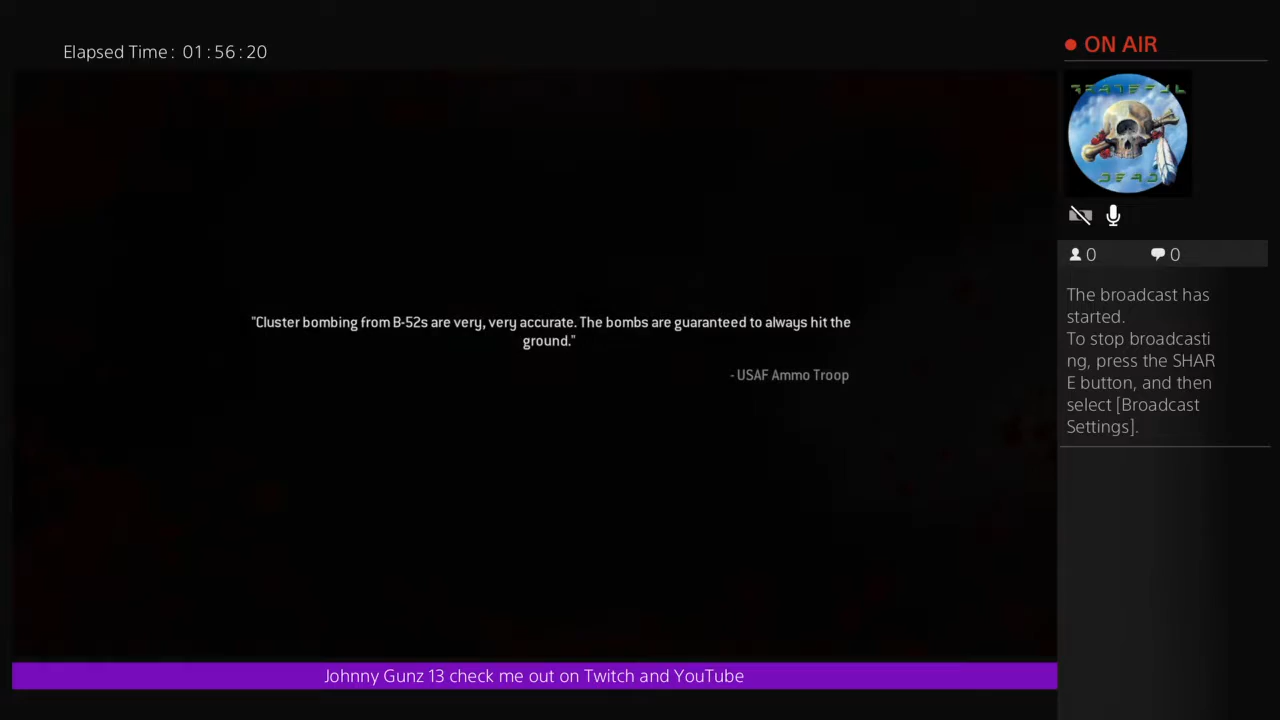 Elapsed Time: 01:56:20
ON AIR
GRATEFUL
DEAD
0 0
The broadcast has
started.
To stop broadcasti
ng, press the SHAR
E button, and then
select [Broadcast
Settings].
"Cluster bombing from B-52s are very, very accurate. The bombs are guaranteed to always hit the
ground."
- USAF Ammo Troop
Johnny Gunz 13 check me out on Twitch and YouTube